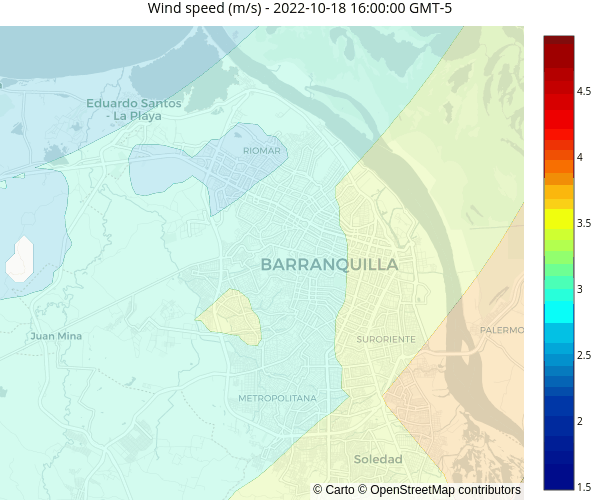 Wind speed (m/s) - 2022-10-18 16:00:00 GMT-5
Eduardo Santos
- La Playa
RIOMAR
BARRANQUILLA
Juan Mina
SURORIENTE
PALERMO
METROPOLITANA
Soledad
© Carto © OpenStreetMap contributors
4.5
4
3.5
3
2.5
2
1.5